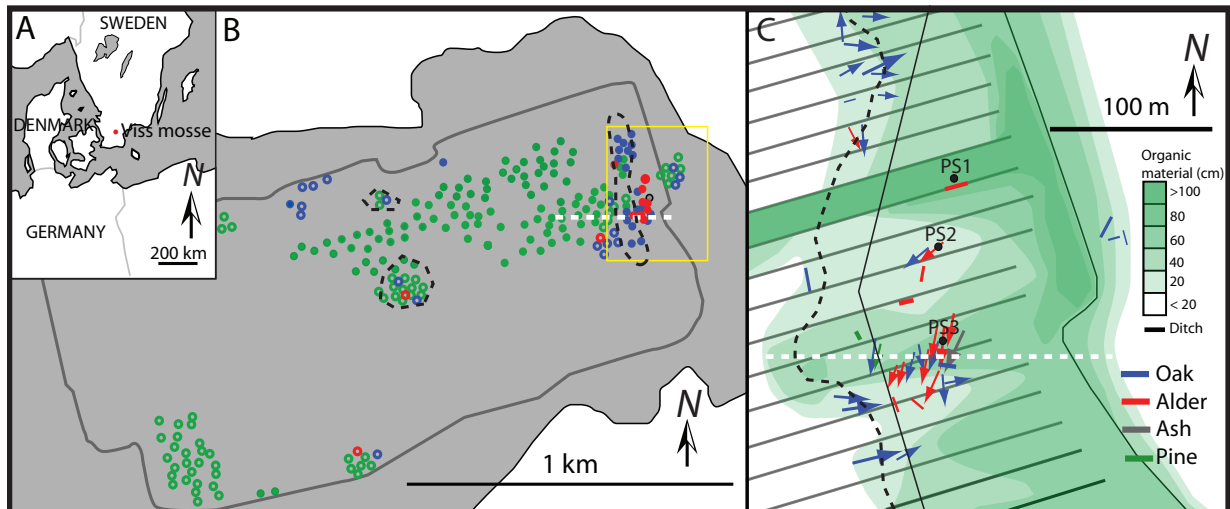 A
SWEDEN
DENMARK
Viss mosse
GERMANY
N
200 km
B
N
1 km
C
N
100 m
Organic
material (cm)
>100
80
60
40
20
< 20
Ditch
PS1
PS2
PS3
Oak
Alder
Ash
Pine